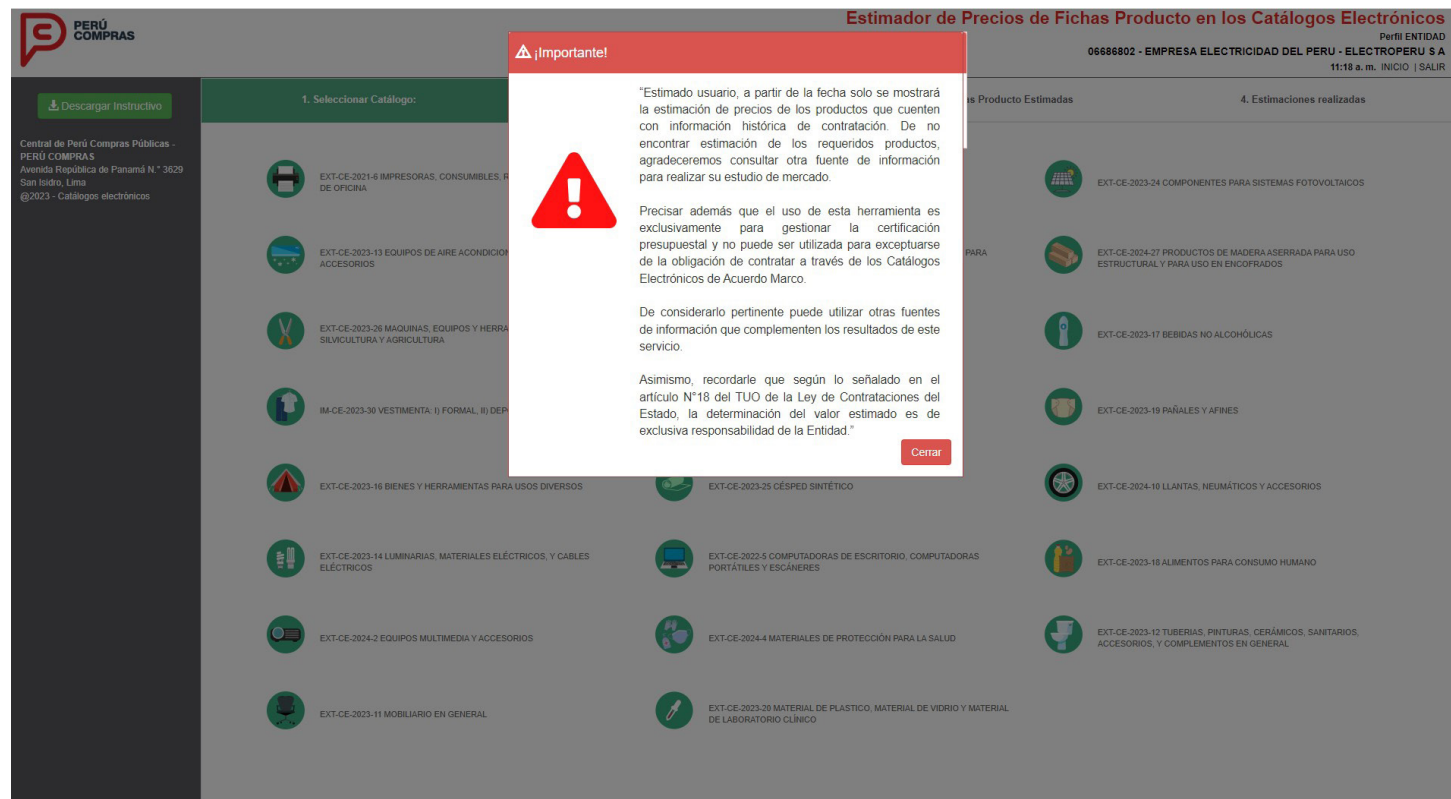 PERÚ
COMPRAS
Estimador de Precios de Fichas Producto en los Catálogos Electrónicos
Perfil ENTIDAD
06686802 - EMPRESA ELECTRICIDAD DEL PERU - ELECTROPERU S A
11:18 a. m. INICIO | SALIR
Descargar Instructivo
Central de Perú Compras Públicas -
PERÚ COMPRAS
Avenida República de Panamá N.° 3629
San Isidro, Lima
@2023 - Catálogos electrónicos
1. Seleccionar Catálogo:
Producto Estimadas
4. Estimaciones realizadas
¡Importante!
"Estimado usuario, a partir de la fecha solo se mostrará
la estimación de precios de los productos que cuenten
con información histórica de contratación. De no
encontrar estimación de los requeridos productos,
agradeceremos consultar otra fuente de información
para realizar su estudio de mercado.
Precisar además que el uso de esta herramienta es
exclusivamente para gestionar la certificación
presupuestal y no puede ser utilizada para exceptuarse
de la obligación de contratar a través de los Catálogos
Electrónicos de Acuerdo Marco.
De considerarlo pertinente puede utilizar otras fuentes
de información que complementen los resultados de este
servicio.
Asimismo, recordarle que según lo señalado en el
artículo N°18 del TUO de la Ley de Contrataciones del
Estado, la determinación del valor estimado es de
exclusiva responsabilidad de la Entidad."
Cerrar
EXT-CE-2021-6 IMPRESORAS, CONSUMIBLES,
DE OFICINA
EXT-CE-2023-24 COMPONENTES PARA SISTEMAS FOTOVOLTAICOS
EXT-CE-2023-13 EQUIPOS DE AIRE ACONDICION
ACCESORIOS
PARA
EXT-CE-2024-27 PRODUCTOS DE MADERA ASERRADA PARA USO
ESTRUCTURAL Y PARA USO EN ENCOFRADOS
EXT-CE-2023-26 MAQUINAS, EQUIPOS Y HERRA
SILVICULTURA Y AGRICULTURA
EXT-CE-2023-17 BEBIDAS NO ALCOHÓLICAS
IM-CE-2023-30 VESTIMENTA: I) FORMAL, II) DEP
EXT-CE-2023-19 PAÑALES Y AFINES
EXT-CE-2023-16 BIENES Y HERRAMIENTAS PARA USOS DIVERSOS
EXT-CE-2023-25 CÉSPED SINTÉTICO
EXT-CE-2024-10 LLANTAS, NEUMÁTICOS Y ACCESORIOS
EXT-CE-2023-14 LUMINARIAS, MATERIALES ELÉCTRICOS, Y CABLES
ELÉCTRICOS
EXT-CE-2022-5 COMPUTADORAS DE ESCRITORIO, COMPUTADORAS
PORTÁTILES Y ESCÁNERES
EXT-CE-2023-18 ALIMENTOS PARA CONSUMO HUMANO
EXT-CE-2024-2 EQUIPOS MULTIMEDIA Y ACCESORIOS
EXT-CE-2024-4 MATERIALES DE PROTECCIÓN PARA LA SALUD
EXT-CE-2023-12 TUBERIAS, PINTURAS, CERÁMICOS, SANITARIOS,
ACCESORIOS, Y COMPLEMENTOS EN GENERAL
EXT-CE-2023-11 MOBILIARIO EN GENERAL
EXT-CE-2023-20 MATERIAL DE PLASTICO, MATERIAL DE VIDRIO Y MATERIAL
DE LABORATORIO CLÍNICO